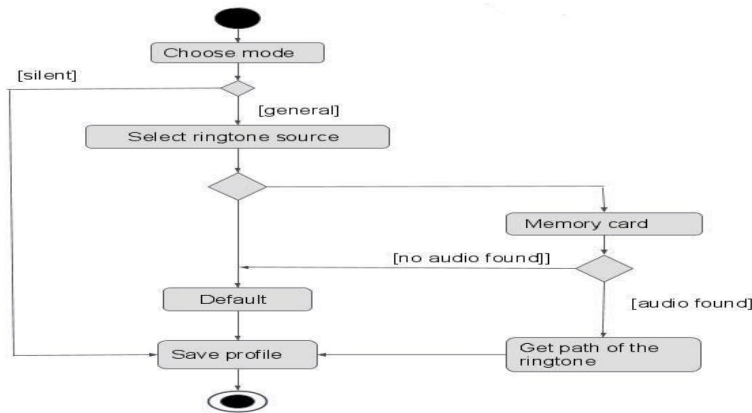 Choose mode
[silent]
[general]
Select ringtone source
Memory card
[no audio found]]
Default
[audio found]
Save profile
Get path of the
ringtone